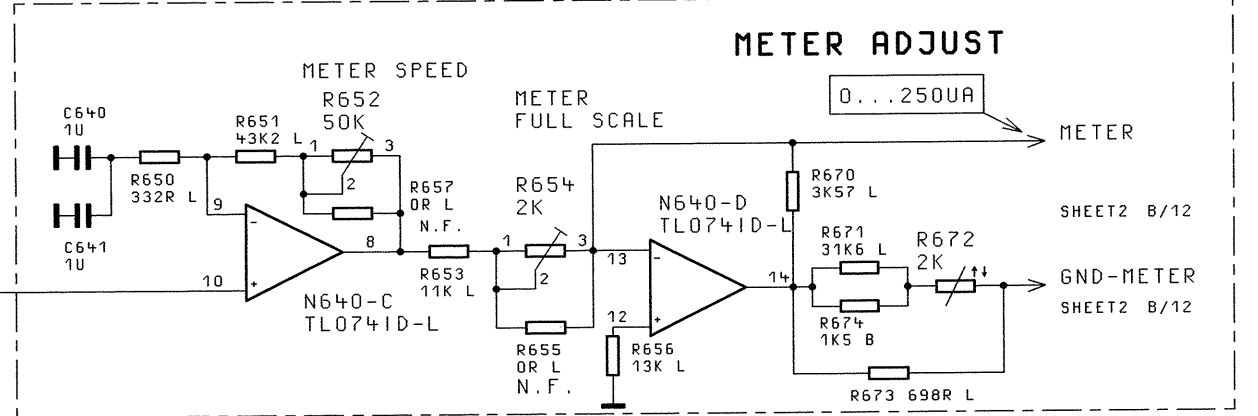 METER ADJUST
0...250UA
METER SPEED
R652
50K
METER
FULL SCALE
C640
1U
R651
43K2 L
1
3
2
METER
R650
332R L
R657
0R L
N.F.
R654
2K
R670
3K57 L
9
N640-D
TL074ID-L
SHEET2 B/12
C641
1U
8
1
3
2
13
R671
31K6 L
R672
2K
10
R653
11K L
14
GND-METER
SHEET2 B/12
N640-C
TL074ID-L
12
R674
1K5 B
R655
0R L
N.F.
R656
13K L
R673 698R L